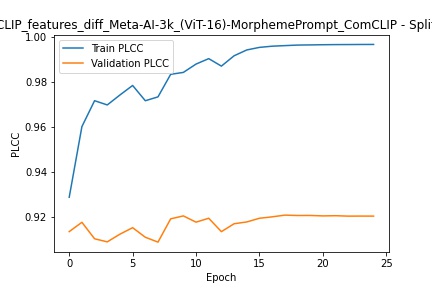 CLIP_features_diff_Meta-AI-3k_(ViT-16)-MorphemePrompt_ComCLIP - Split
1.00
0.98
0.96
0.94
0.92
PLCC
Train PLCC
Validation PLCC
0 5 10 15 20 25
Epoch